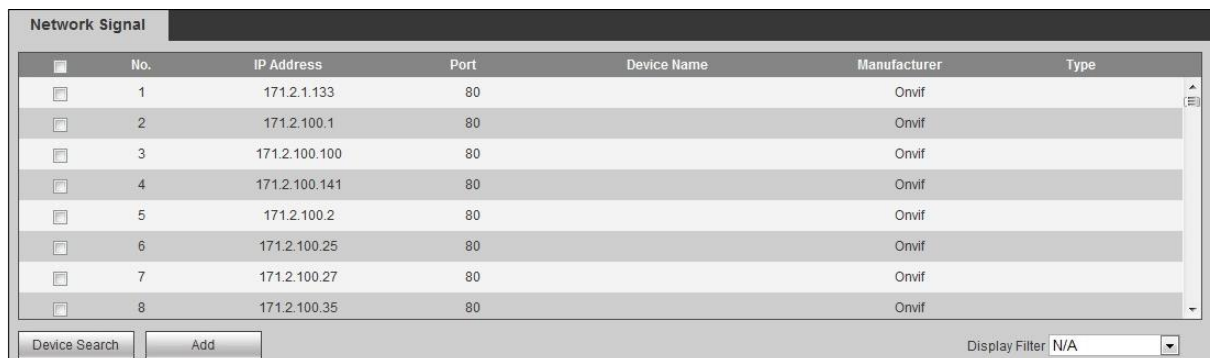 Network Signal
No. IP Address Port Device Name Manufacturer Type
1 171.2.1.133 80 Onvif
2 171.2.100.1 80 Onvif
3 171.2.100.100 80 Onvif
4 171.2.100.141 80 Onvif
5 171.2.100.2 80 Onvif
6 171.2.100.25 80 Onvif
7 171.2.100.27 80 Onvif
8 171.2.100.35 80 Onvif
Device Search Add Display Filter N/A